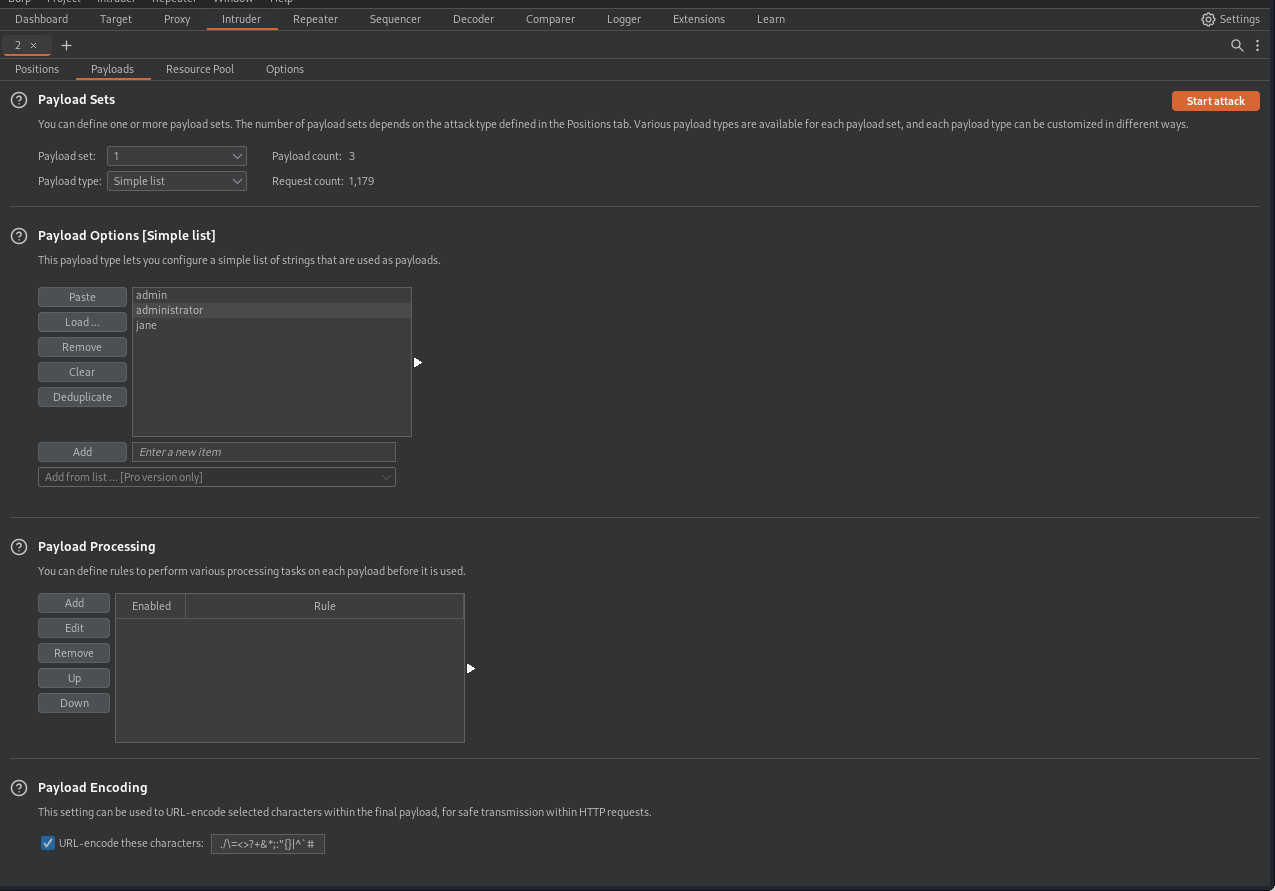 Burp Project Intruder Repeater Window Help
Dashboard Target Proxy Intruder Repeater Sequencer Decoder Comparer Logger Extensions Learn Settings
2 × +
Positions Payloads Resource Pool Options
? Payload Sets Start attack
You can define one or more payload sets. The number of payload sets depends on the attack type defined in the Positions tab. Various payload types are available for each payload set, and each payload type can be customized in different ways.
Payload set: 1 Payload count: 3
Payload type: Simple list Request count: 1,179
? Payload Options [Simple list]
This payload type lets you configure a simple list of strings that are used as payloads.
Paste admin
administrator
Load ... jane
Remove
Clear
Deduplicate
Add Enter a new item
Add from list ... [Pro version only]
? Payload Processing
You can define rules to perform various processing tasks on each payload before it is used.
Add Enabled Rule
Edit
Remove
Up
Down
? Payload Encoding
This setting can be used to URL-encode selected characters within the final payload, for safe transmission within HTTP requests.
URL-encode these characters: ./\=<>?+&*;:"{}|^`#